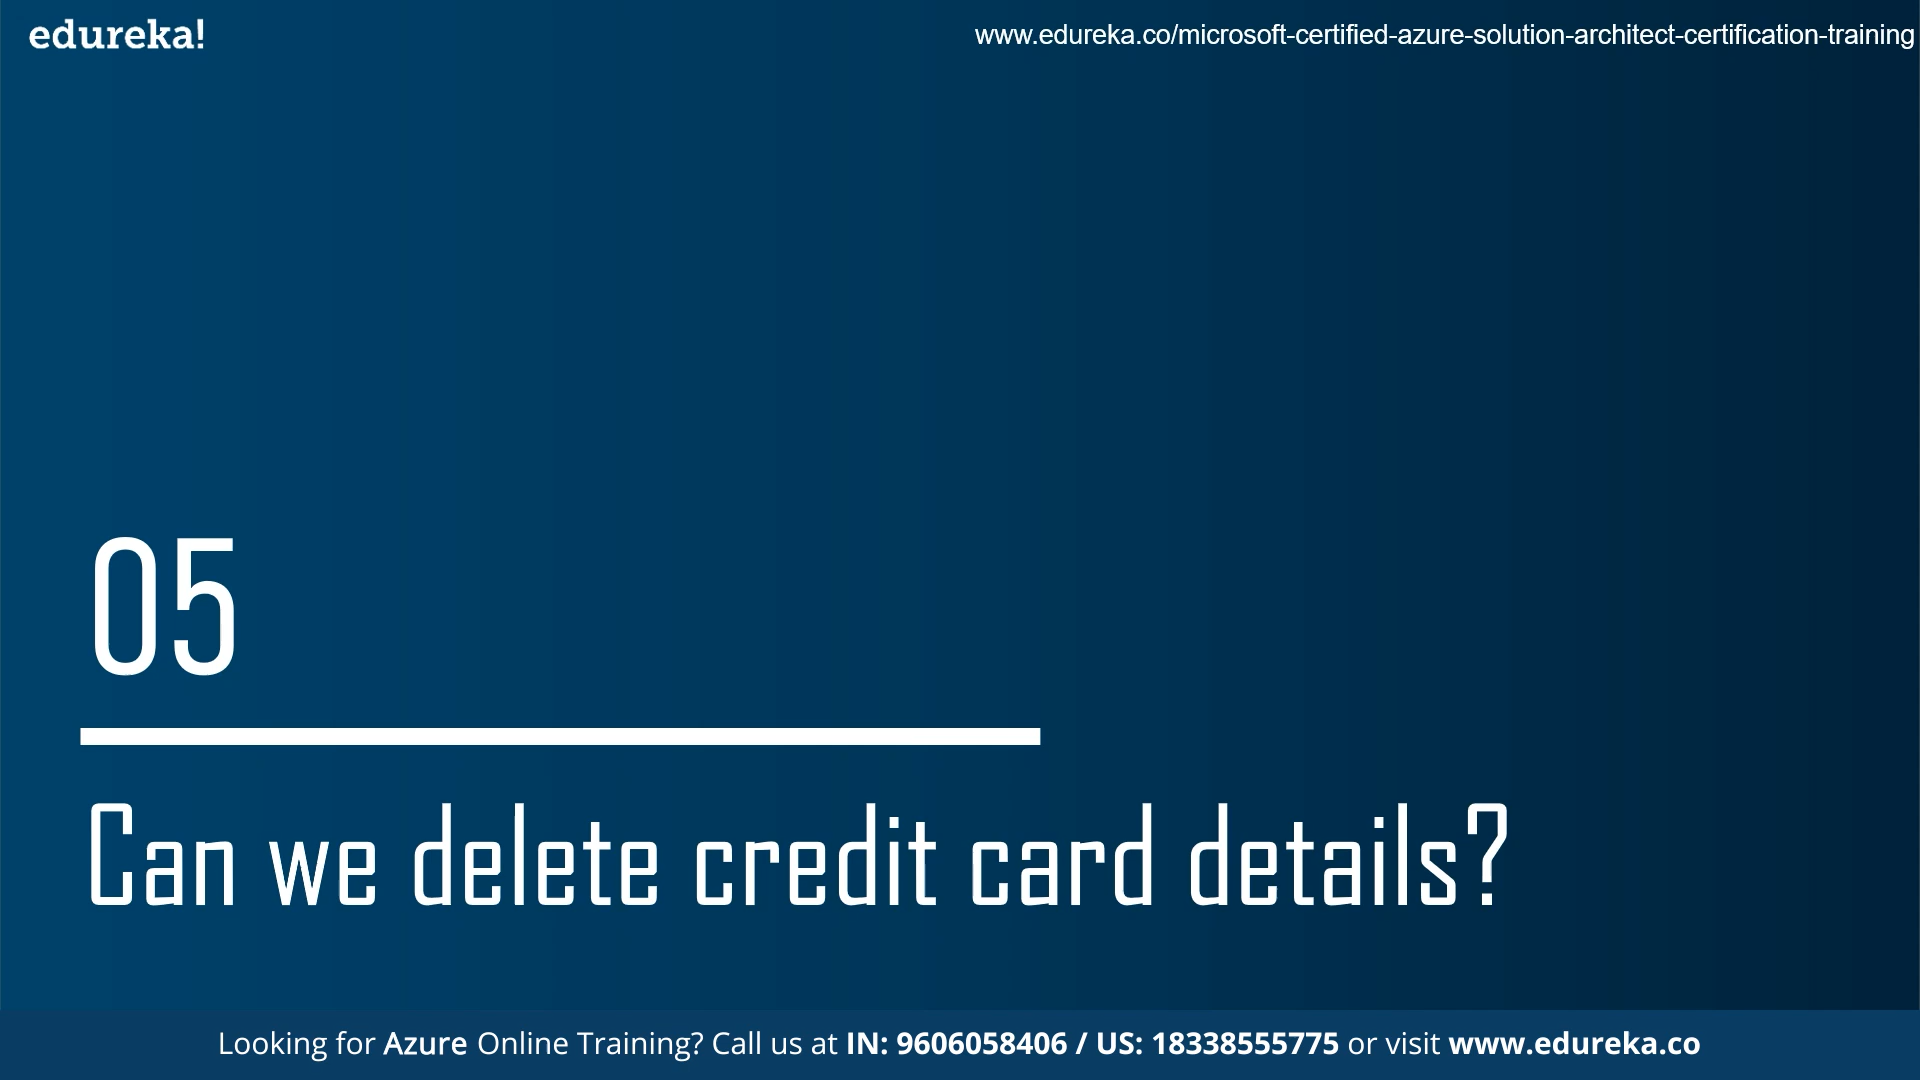 edureka!
www.edureka.co/microsoft-certified-azure-solution-architect-certification-training
05
Can we delete credit card details?
Looking for Azure Online Training? Call us at IN: 9606058406 / US: 18338555775 or visit www.edureka.co